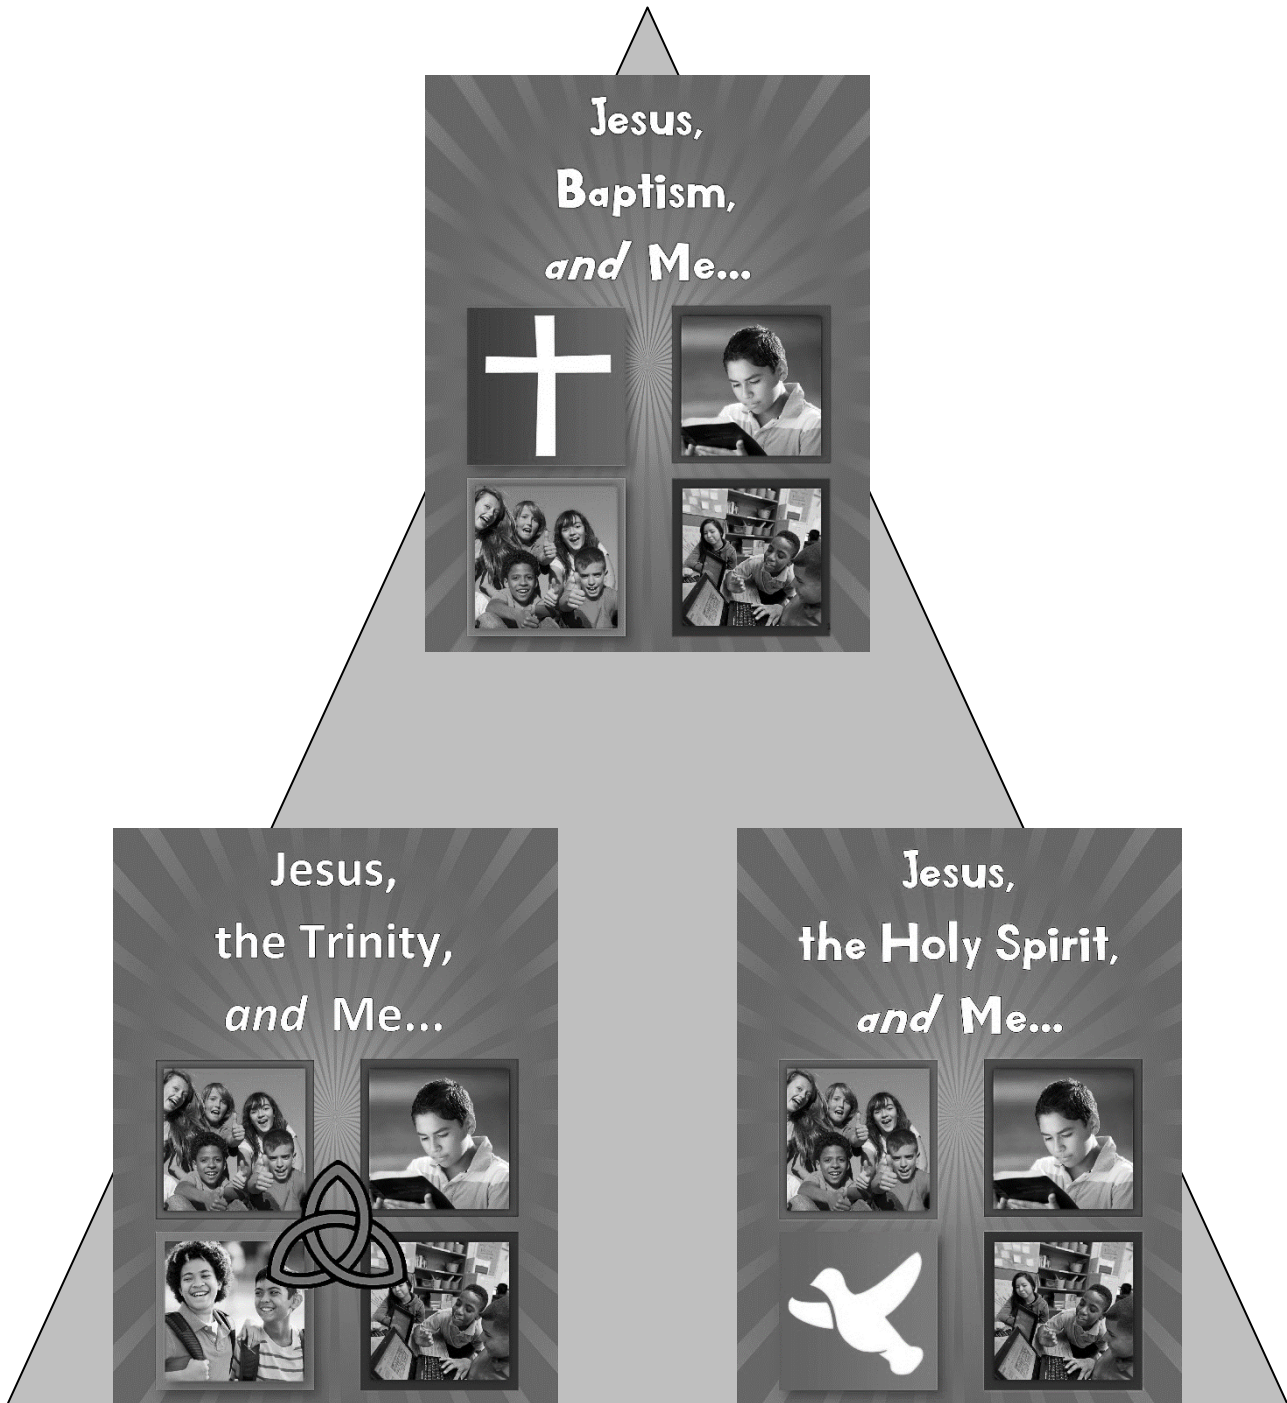 Jesus,
Baptism,
and Me...
Jesus,
the Trinity,
and Me...
Jesus,
the Holy Spirit,
and Me...